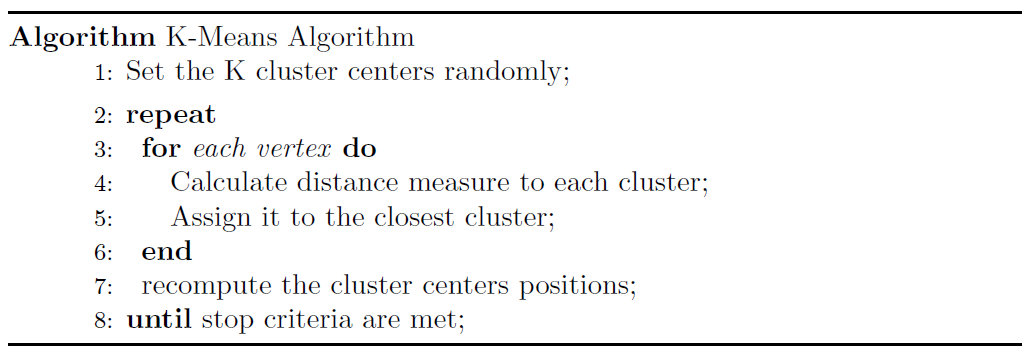 Algorithm K-Means Algorithm
1: Set the K cluster centers randomly;
2: repeat
3: for each vertex do
4: Calculate distance measure to each cluster;
5: Assign it to the closest cluster;
6: end
7: recompute the cluster centers positions;
8: until stop criteria are met;